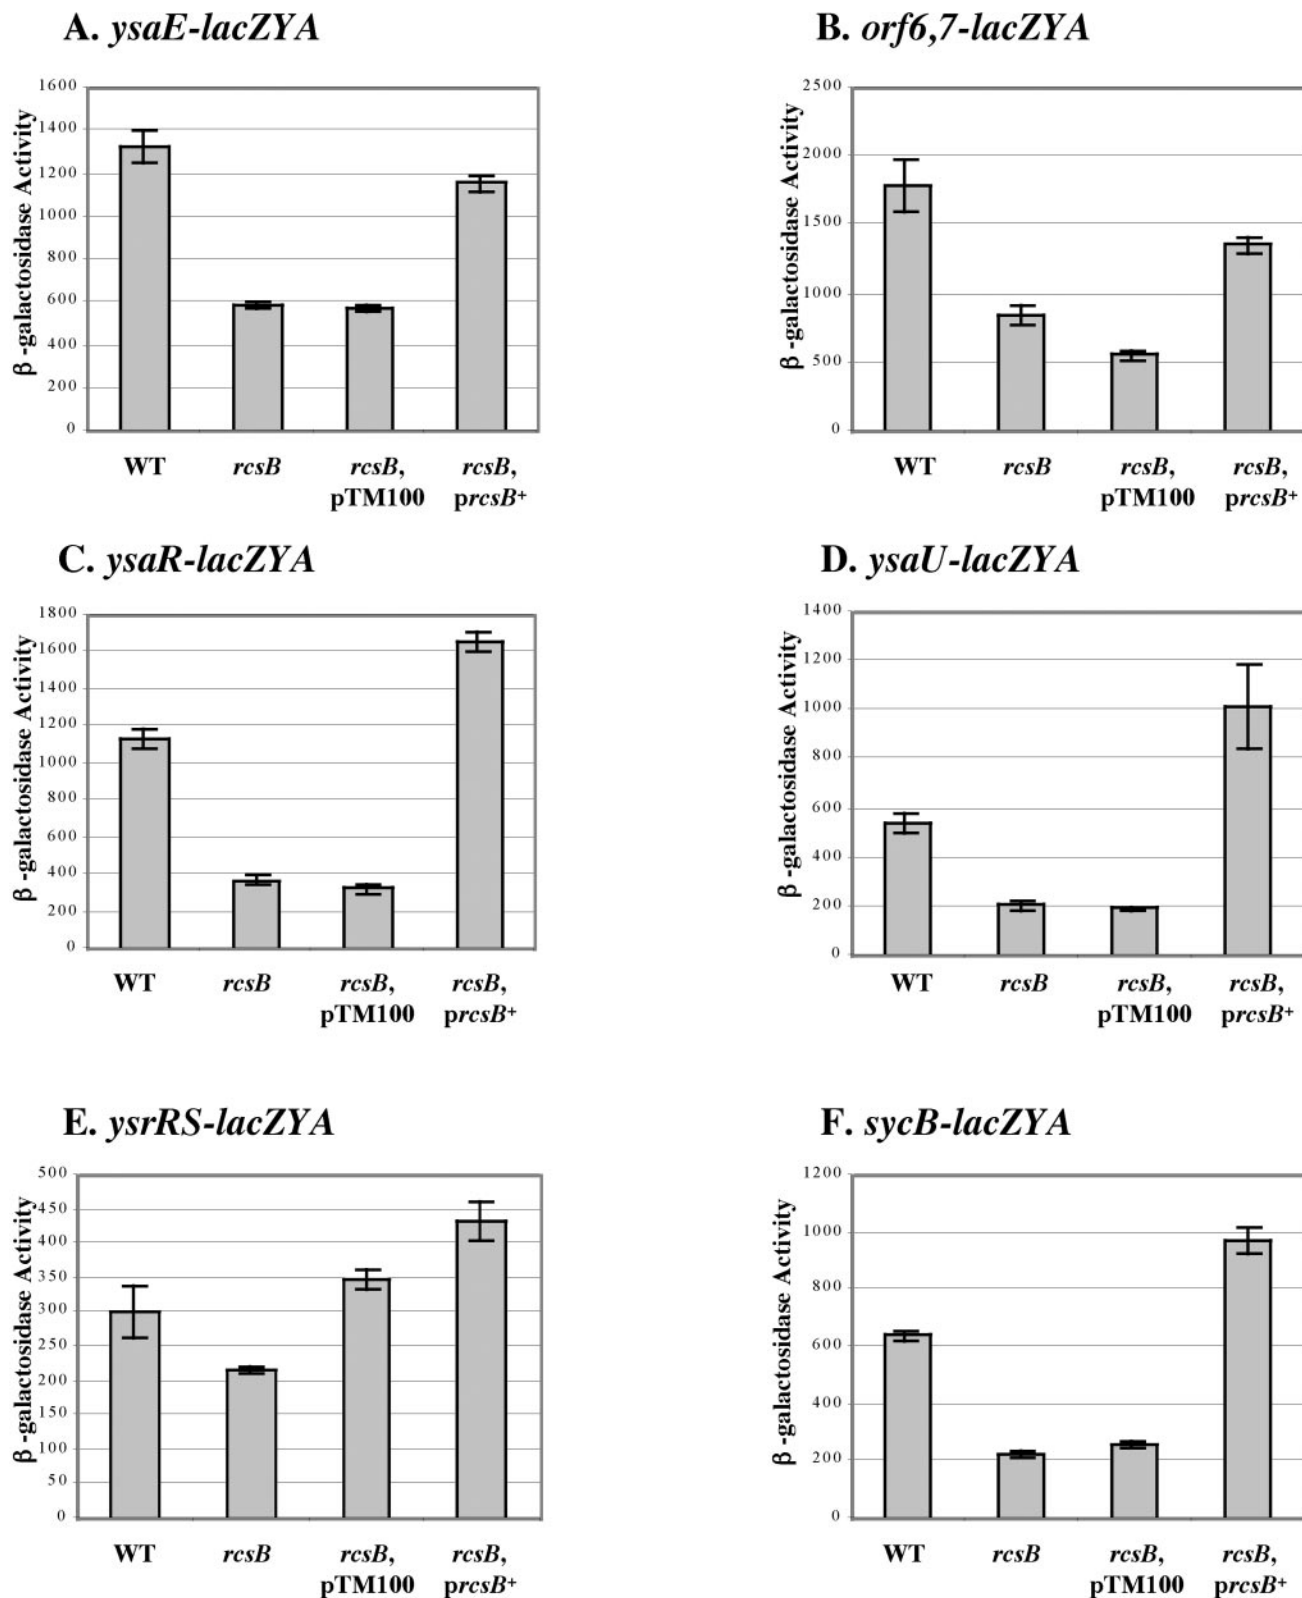 A. ysaE-lacZYA
β -galactosidase Activity
1600
1400
1200
1000
800
600
400
200
0
WT
rcsB
rcsB,
pTM100
rcsB,
prcsB⁺
B. orf6,7-lacZYA
β -galactosidase Activity
2500
2000
1500
1000
500
0
WT
rcsB
rcsB,
pTM100
rcsB,
prcsB⁺
C. ysaR-lacZYA
β -galactosidase Activity
1800
1600
1400
1200
1000
800
600
400
200
0
WT
rcsB
rcsB,
pTM100
rcsB,
prcsB⁺
D. ysaU-lacZYA
β -galactosidase Activity
1400
1200
1000
800
600
400
200
0
WT
rcsB
rcsB,
pTM100
rcsB,
prcsB⁺
E. ysrRS-lacZYA
β -galactosidase Activity
500
450
400
350
300
250
200
150
100
50
0
WT
rcsB
rcsB,
pTM100
rcsB,
prcsB⁺
F. sycB-lacZYA
β -galactosidase Activity
1200
1000
800
600
400
200
0
WT
rcsB
rcsB,
pTM100
rcsB,
prcsB⁺